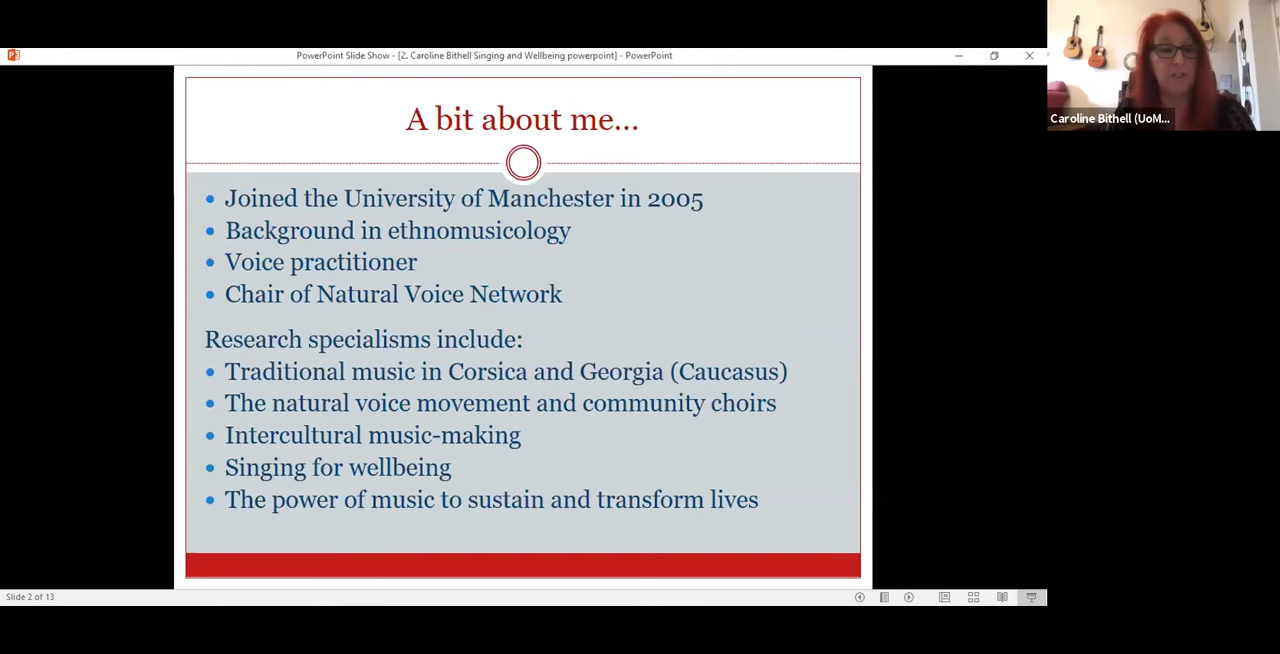 PowerPoint Slide Show - [2. Caroline Bithell Singing and Wellbeing powerpoint] - PowerPoint
Caroline Bithell (UoM...
A bit about me...
• Joined the University of Manchester in 2005
• Background in ethnomusicology
• Voice practitioner
• Chair of Natural Voice Network
Research specialisms include:
• Traditional music in Corsica and Georgia (Caucasus)
• The natural voice movement and community choirs
• Intercultural music-making
• Singing for wellbeing
• The power of music to sustain and transform lives
Slide 2 of 13